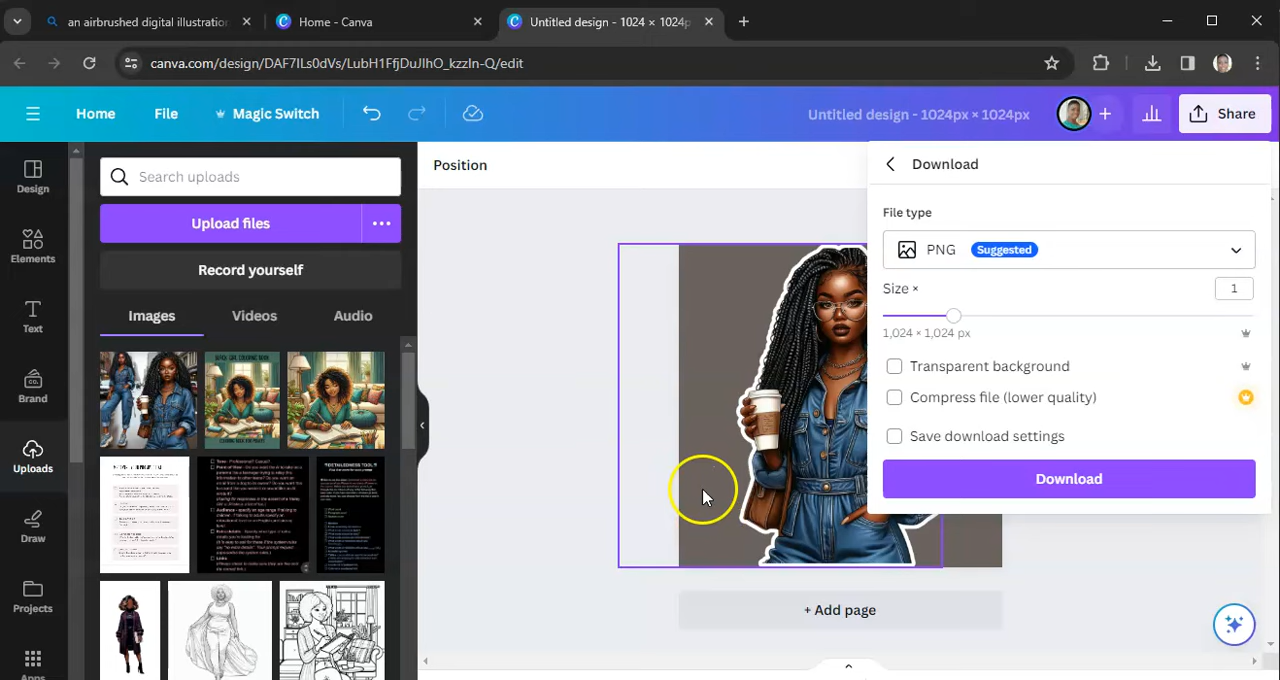 an airbrushed digital illustration
Home - Canva
Untitled design - 1024 × 1024p
canva.com/design/DAF7ILs0dVs/LubH1FfjDuJIhO_kzzIn-Q/edit
Home
File
Magic Switch
Untitled design - 1024px × 1024px
Share
Design
Elements
Text
Brand
Uploads
Draw
Projects
Apps
Search uploads
Upload files
Record yourself
Images
Videos
Audio
Position
+ Add page
Download
File type
PNG
Suggested
Size ×
1
1,024 × 1,024 px
Transparent background
Compress file (lower quality)
Save download settings
Download